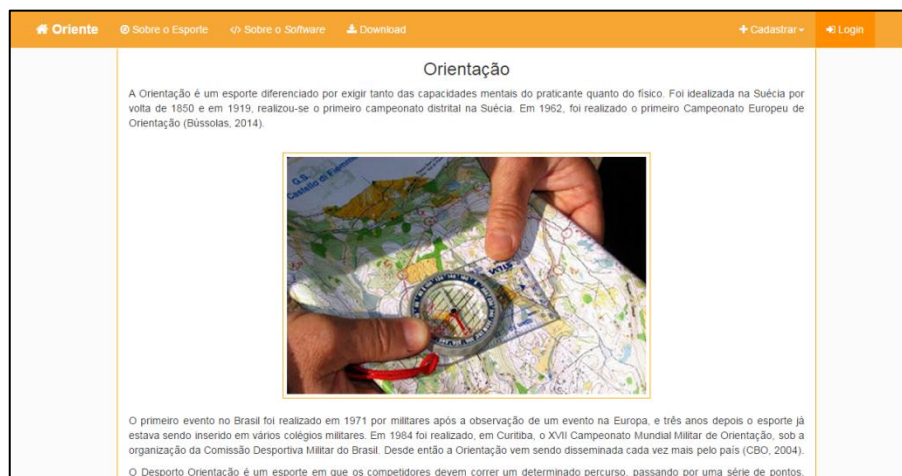 Oriente Sobre o Esporte </> Sobre o Software Download + Cadastrar Login
Orientação
A Orientação é um esporte diferenciado por exigir tanto das capacidades mentais do praticante quanto do físico. Foi idealizada na Suécia por
volta de 1850 e em 1919, realizou-se o primeiro campeonato distrital na Suécia. Em 1962, foi realizado o primeiro Campeonato Europeu de
Orientação (Bússolas, 2014).
G.S.
Castello di Fiemme
O primeiro evento no Brasil foi realizado em 1971 por militares após a observação de um evento na Europa, e três anos depois o esporte já
estava sendo inserido em vários colégios militares. Em 1984 foi realizado, em Curitiba, o XVII Campeonato Mundial Militar de Orientação, sob a
organização da Comissão Desportiva Militar do Brasil. Desde então a Orientação vem sendo disseminada cada vez mais pelo país (CBO, 2004).
O Desporto Orientação é um esporte em que os competidores devem correr um determinado percurso, passando por uma série de pontos,